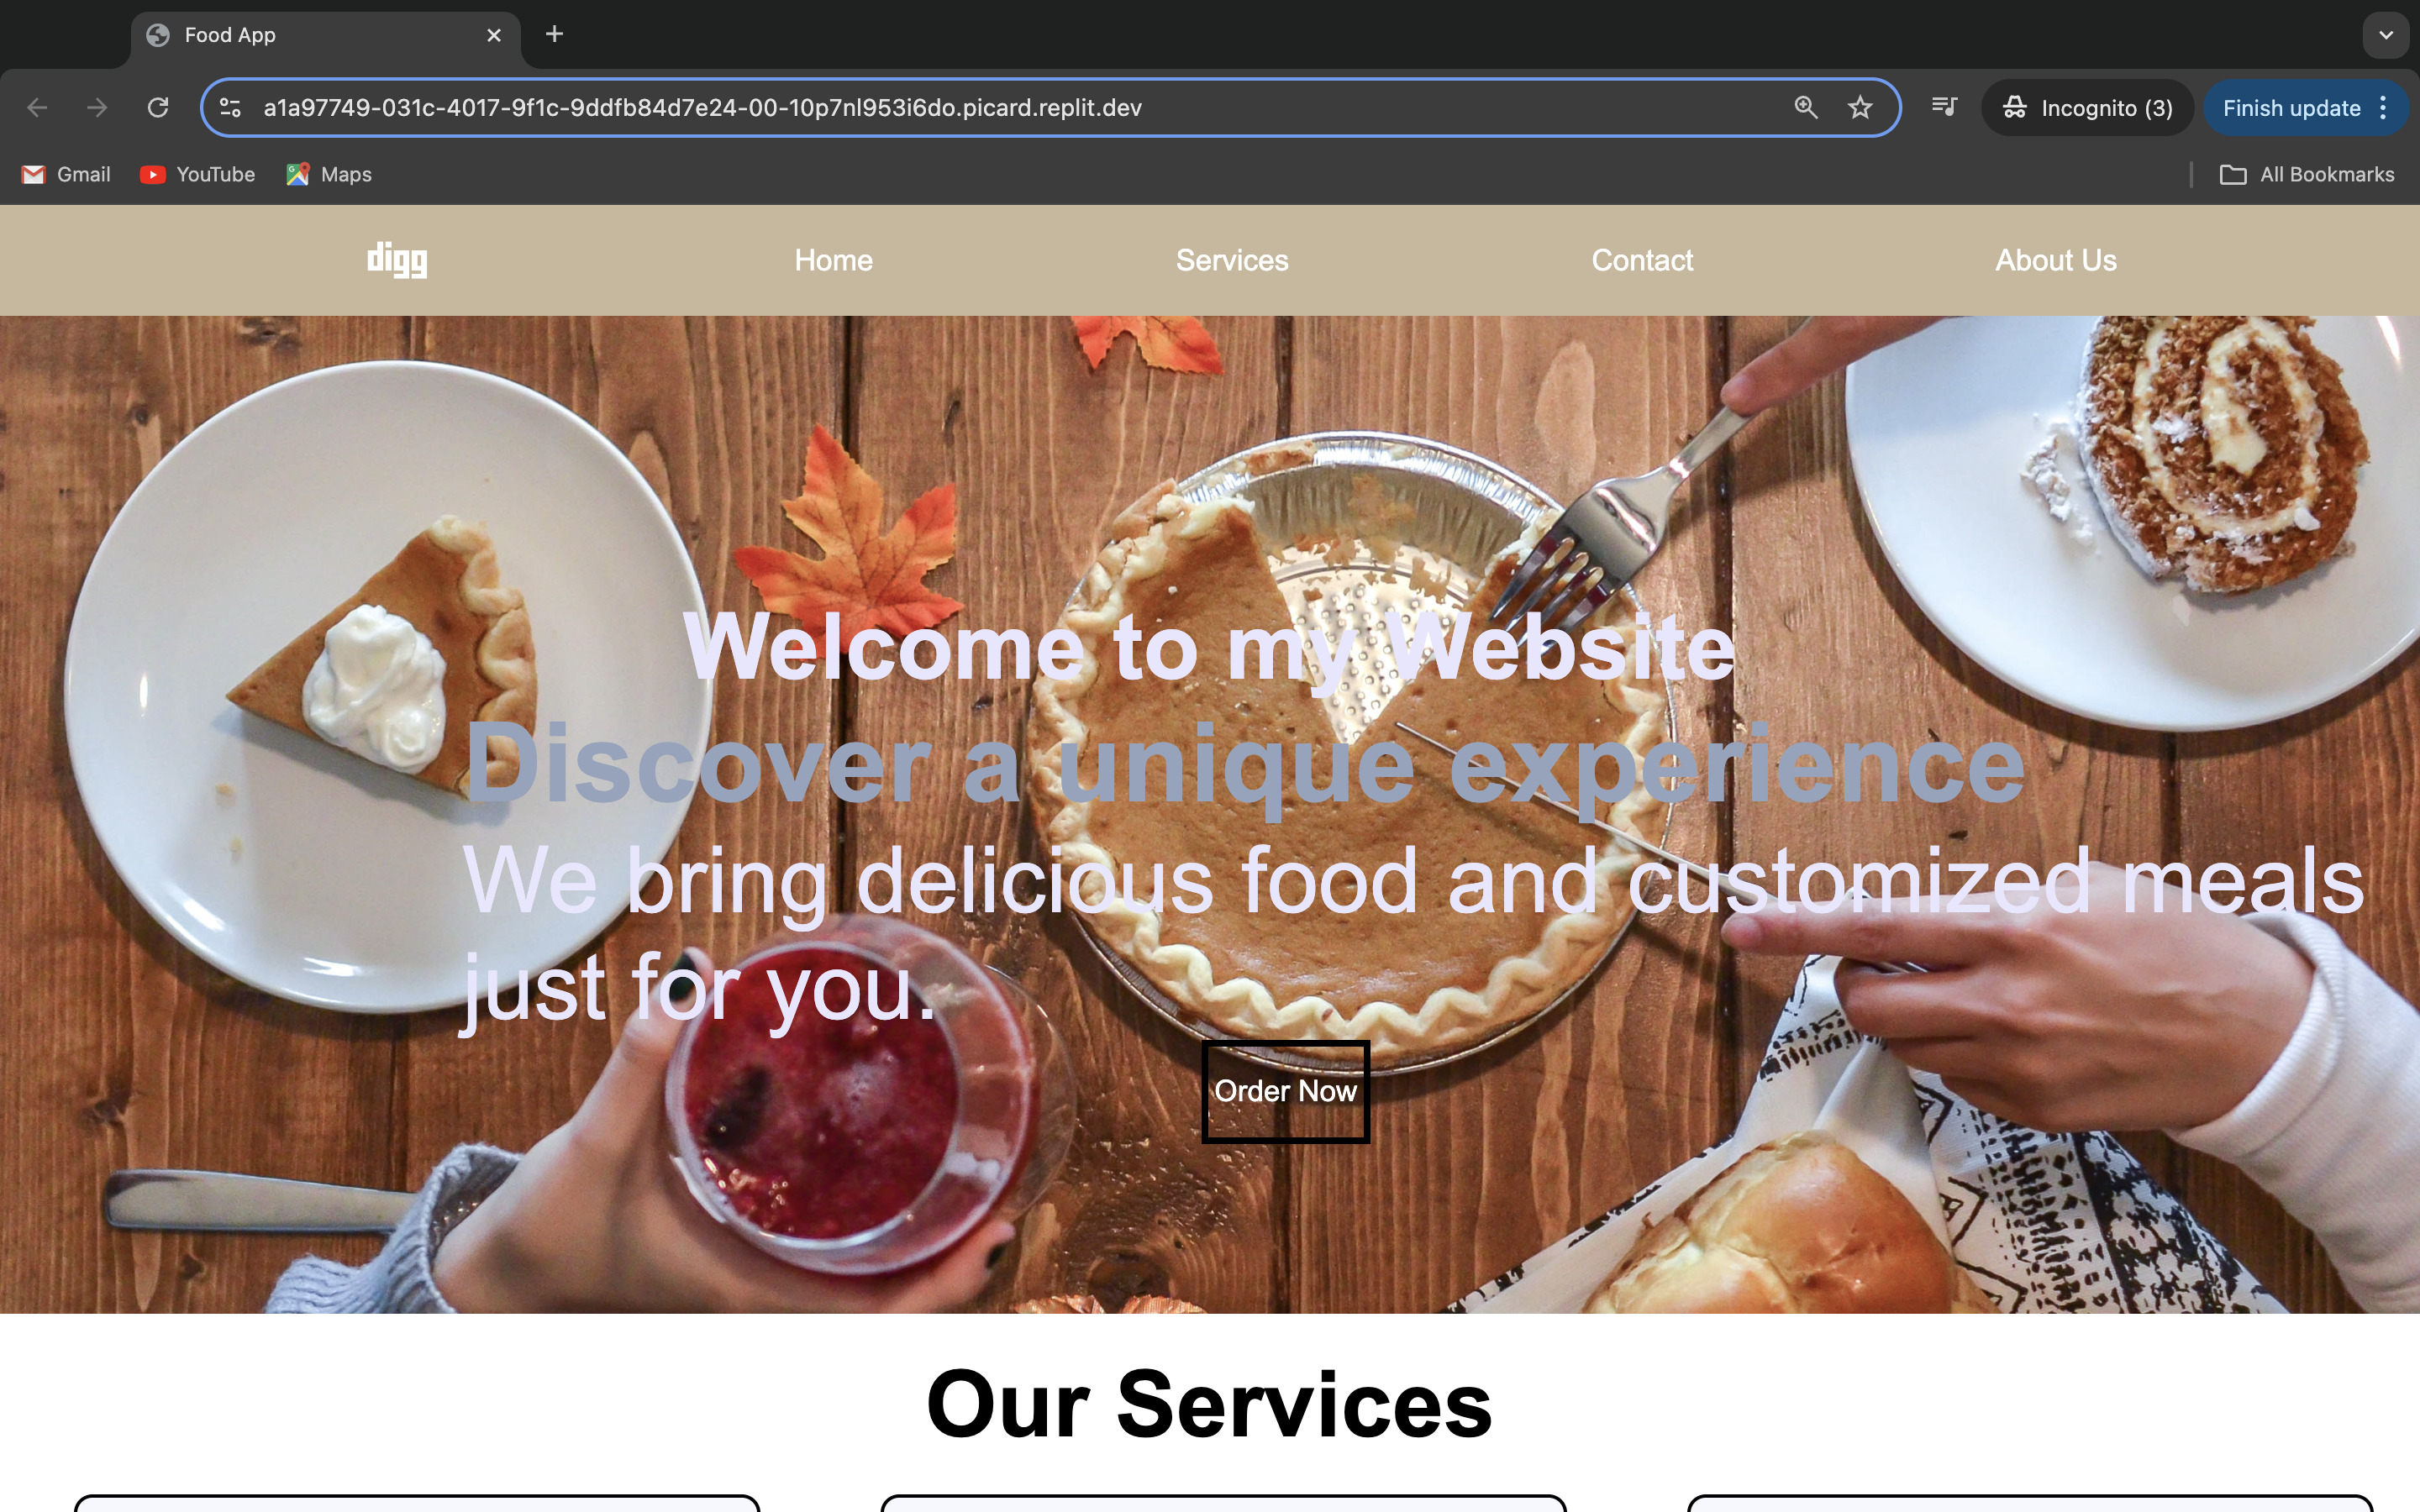 Food App
a1a97749-031c-4017-9f1c-9ddfb84d7e24-00-10p7nl953i6do.picard.replit.dev
Incognito (3)
Finish update
Gmail
YouTube
Maps
All Bookmarks
digg
Home
Services
Contact
About Us
Welcome to my Website
Discover a unique experience
We bring delicious food and customized meals
just for you.
Order Now
Our Services